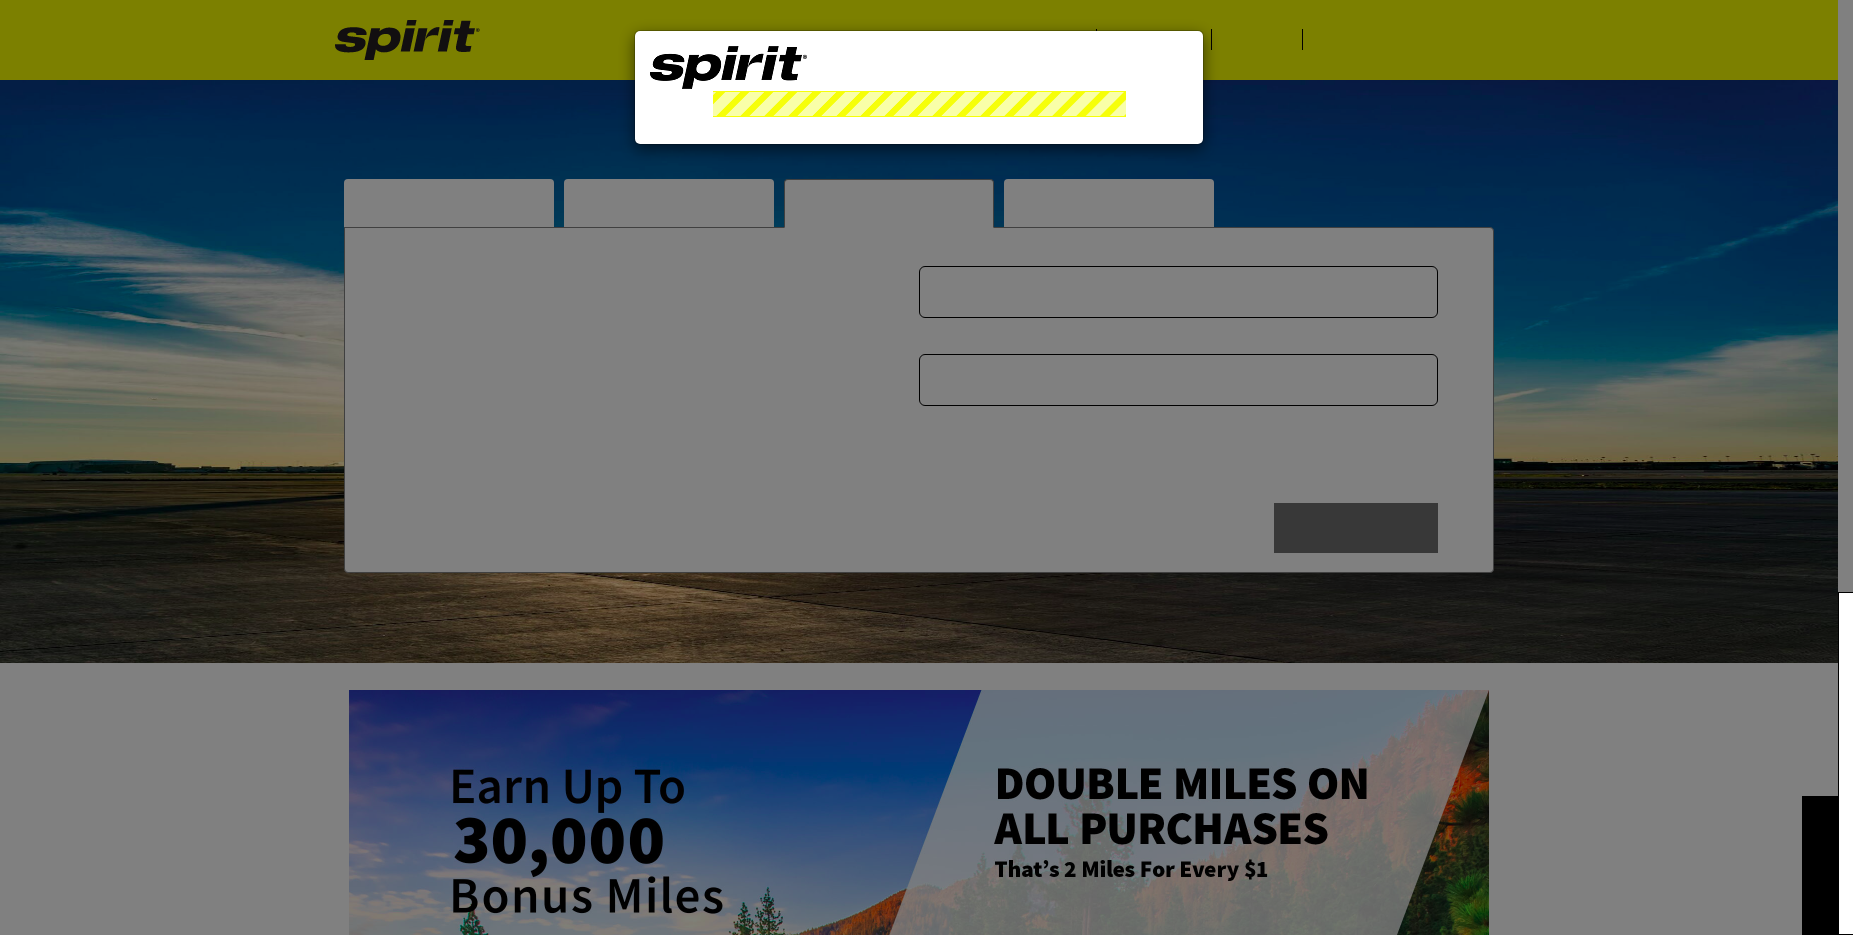 spirit
spirit
Earn Up To
30,000
Bonus Miles
DOUBLE MILES ON
ALL PURCHASES
That's 2 Miles For Every $1